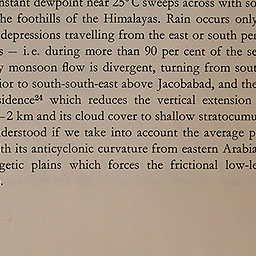 nstant dewpoint near 25°C sweeps across with so
the foothills of the Himalayas. Rain occurs only
depressions travelling from the east or south pe
s – i.e. during more than 90 per cent of the se
y monsoon flow is divergent, turning from sout
ior to south-south-east above Jacobabad, and the
sidence²⁴ which reduces the vertical extension
–2 km and its cloud cover to shallow stratocumu
derstood if we take into account the average p
th its anticyclonic curvature from eastern Arabia
getic plains which forces the frictional low-le
.